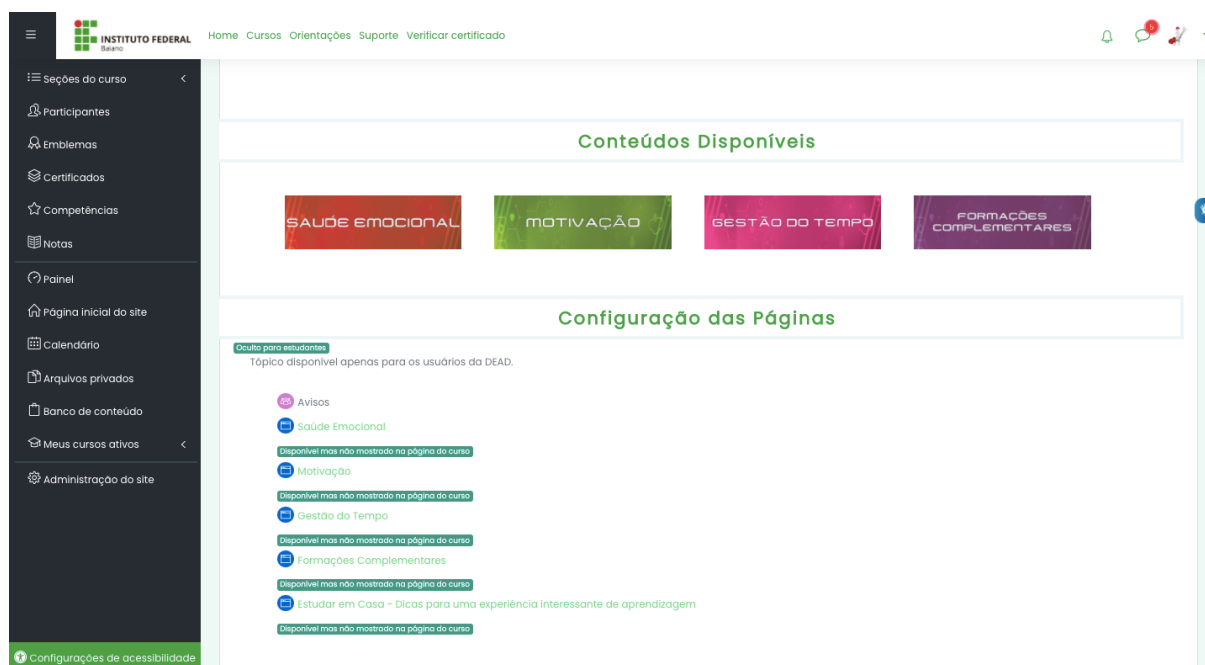 INSTITUTO FEDERAL
Baiano
Home Cursos Orientações Suporte Verificar certificado
5
Seções do curso
Participantes
Emblemas
Certificados
Competências
Notas
Painel
Página inicial do site
Calendário
Arquivos privados
Banco de conteúdo
Meus cursos ativos
Administração do site
Configurações de acessibilidade
Conteúdos Disponíveis
SAÚDE EMOCIONAL
MOTIVAÇÃO
GESTÃO DO TEMPO
FORMAÇÕES
COMPLEMENTARES
Configuração das Páginas
Oculto para estudantes
Tópico disponivel apenas para os usuários da DEAD.
Avisos
Saúde Emocional
Disponível mas não mostrado na página do curso
Motivação
Disponível mas não mostrado na página do curso
Gestão do Tempo
Disponível mas não mostrado na página do curso
Formações Complementares
Disponível mas não mostrado na página do curso
Estudar em Casa - Dicas para uma experiência interessante de aprendizagem
Disponível mas não mostrado na página do curso